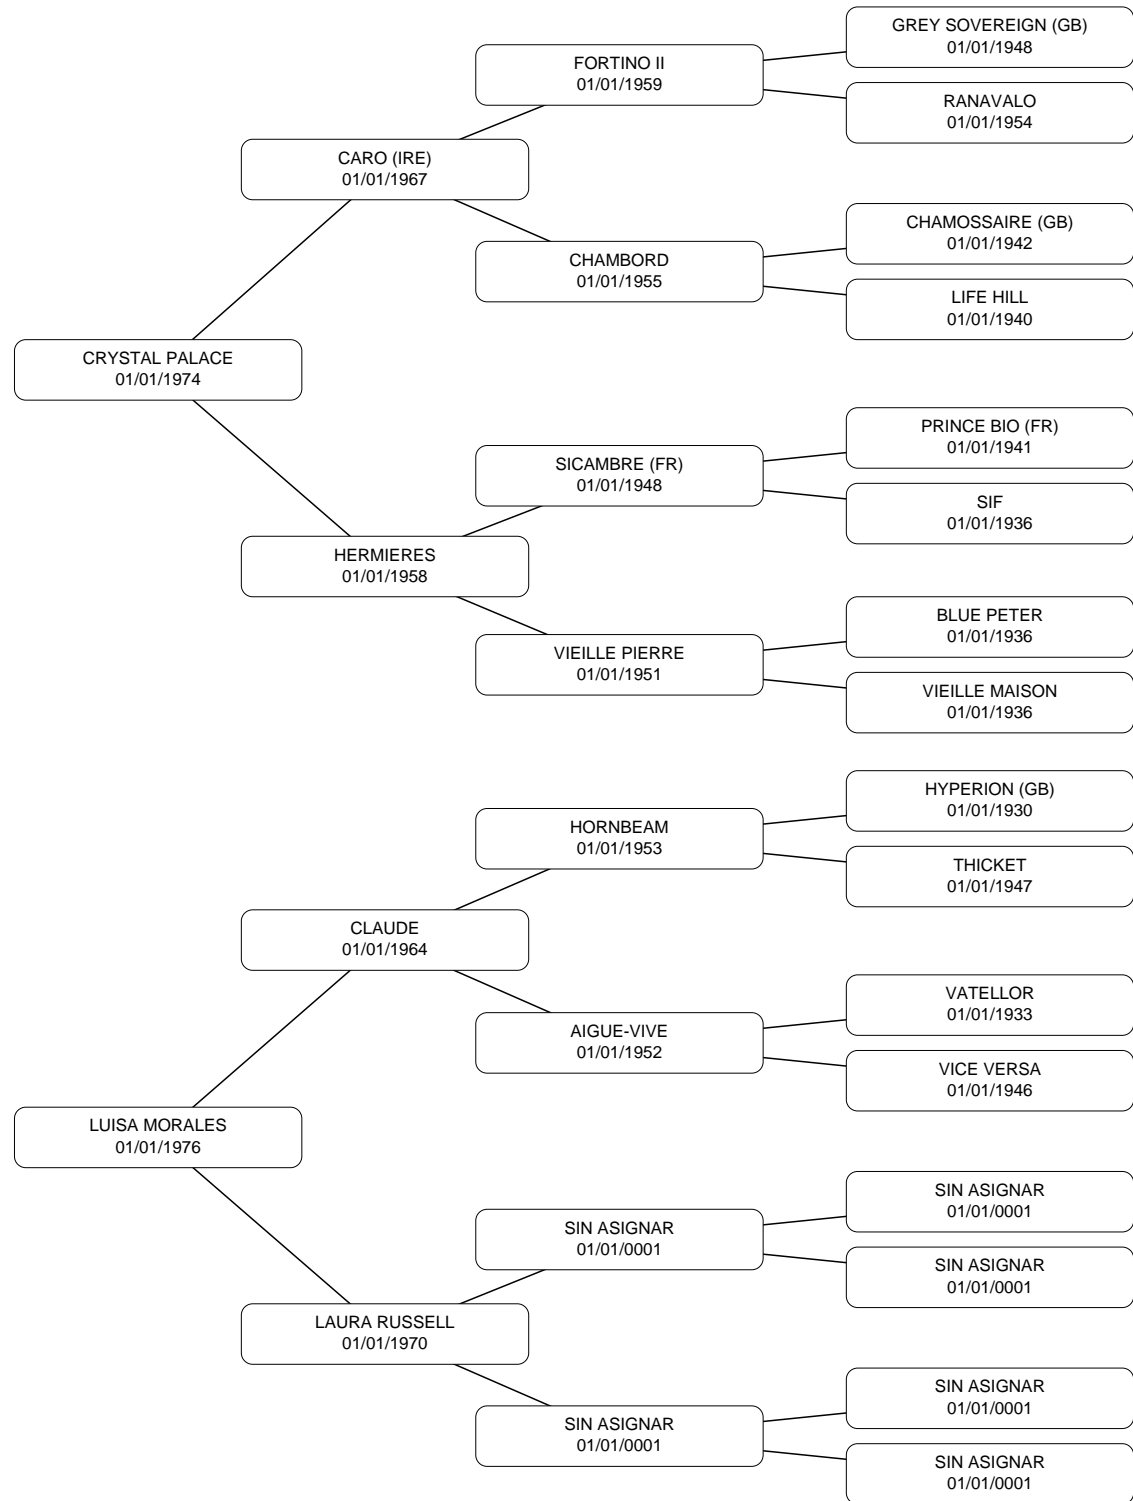 GREY SOVEREIGN (GB)
01/01/1948
FORTINO II
01/01/1959
RANAVALO
01/01/1954
CARO (IRE)
01/01/1967
CHAMOSSAIRE (GB)
01/01/1942
CHAMBORD
01/01/1955
LIFE HILL
01/01/1940
CRYSTAL PALACE
01/01/1974
PRINCE BIO (FR)
01/01/1941
SICAMBRE (FR)
01/01/1948
SIF
01/01/1936
HERMIERES
01/01/1958
BLUE PETER
01/01/1936
VIEILLE PIERRE
01/01/1951
VIEILLE MAISON
01/01/1936
HYPERION (GB)
01/01/1930
HORNBEAM
01/01/1953
THICKET
01/01/1947
CLAUDE
01/01/1964
VATELLOR
01/01/1933
AIGUE-VIVE
01/01/1952
VICE VERSA
01/01/1946
LUISA MORALES
01/01/1976
SIN ASIGNAR
01/01/0001
SIN ASIGNAR
01/01/0001
SIN ASIGNAR
01/01/0001
LAURA RUSSELL
01/01/1970
SIN ASIGNAR
01/01/0001
SIN ASIGNAR
01/01/0001
SIN ASIGNAR
01/01/0001